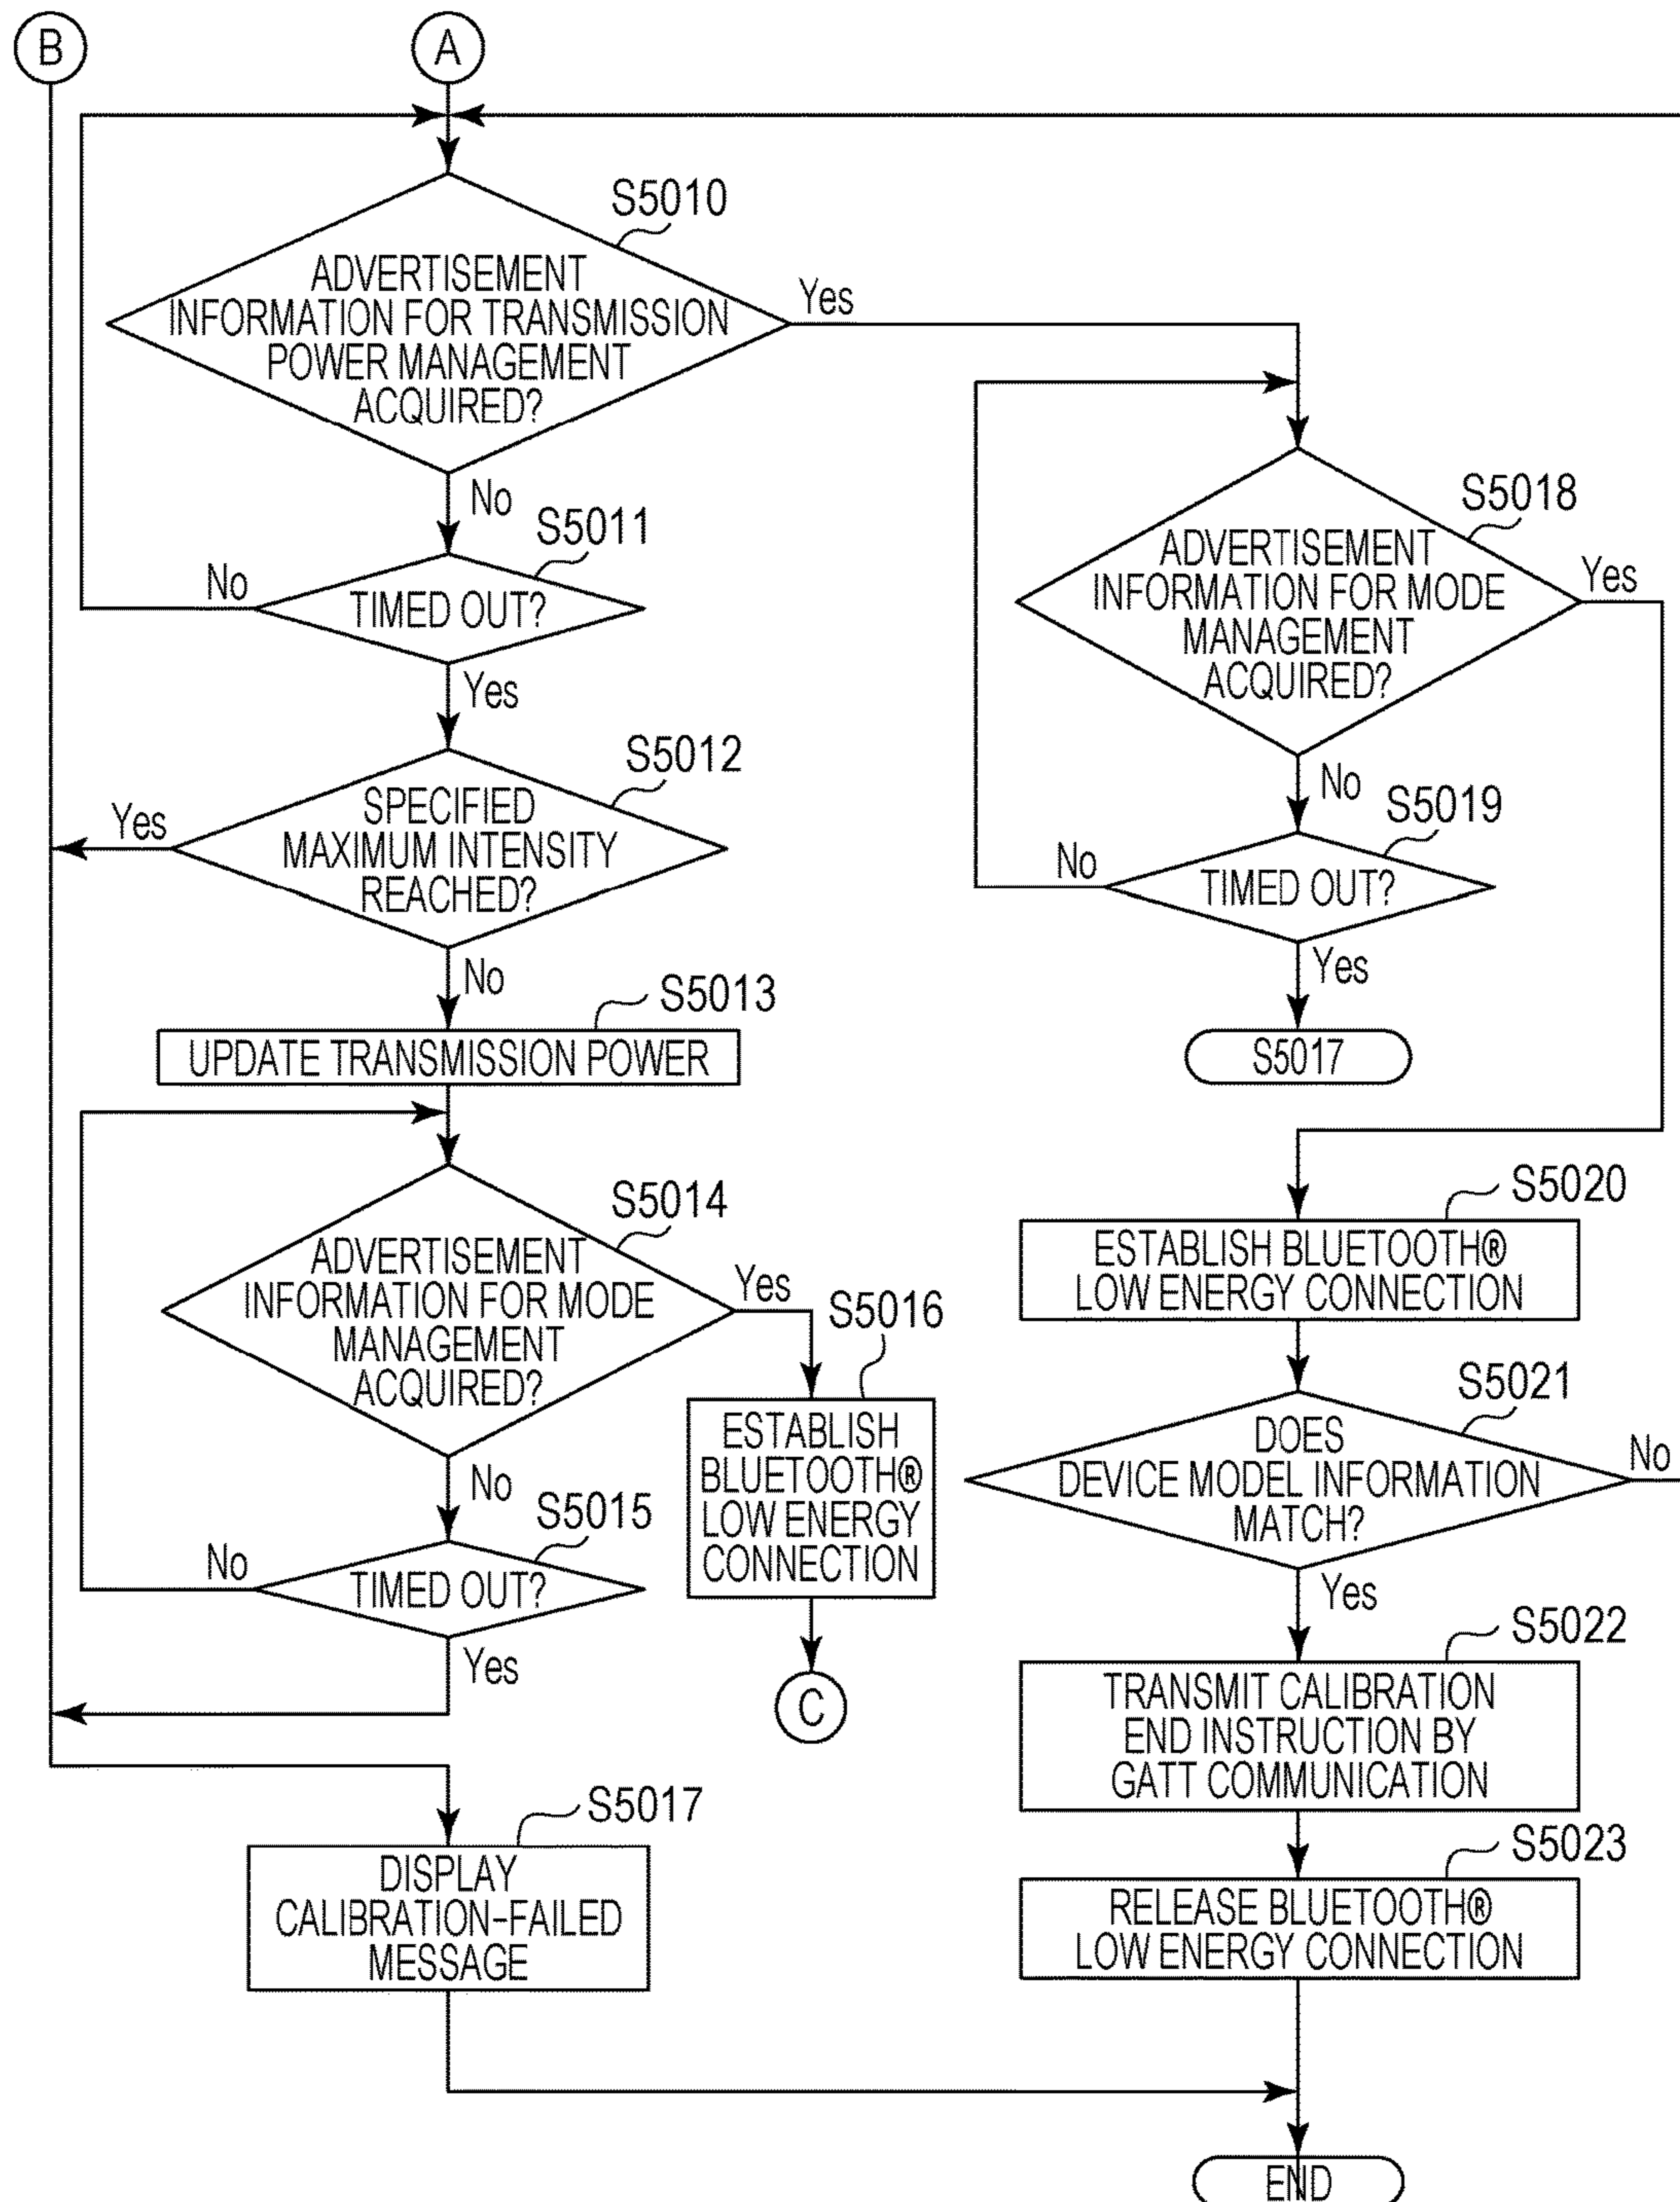 B
A
S5010
ADVERTISEMENT
INFORMATION FOR TRANSMISSION
POWER MANAGEMENT
ACQUIRED?
Yes
No
S5011
TIMED OUT?
No
Yes
S5012
SPECIFIED
MAXIMUM INTENSITY
REACHED?
Yes
No
S5013
UPDATE TRANSMISSION POWER
S5014
ADVERTISEMENT
INFORMATION FOR MODE
MANAGEMENT
ACQUIRED?
Yes
No
S5015
TIMED OUT?
No
Yes
S5016
ESTABLISH
BLUETOOTH®
LOW ENERGY
CONNECTION
C
S5017
DISPLAY
CALIBRATION-FAILED
MESSAGE
S5018
ADVERTISEMENT
INFORMATION FOR MODE
MANAGEMENT
ACQUIRED?
Yes
No
S5019
TIMED OUT?
No
Yes
S5017
S5020
ESTABLISH BLUETOOTH®
LOW ENERGY CONNECTION
S5021
DOES
DEVICE MODEL INFORMATION
MATCH?
No
Yes
S5022
TRANSMIT CALIBRATION
END INSTRUCTION BY
GATT COMMUNICATION
S5023
RELEASE BLUETOOTH®
LOW ENERGY CONNECTION
END